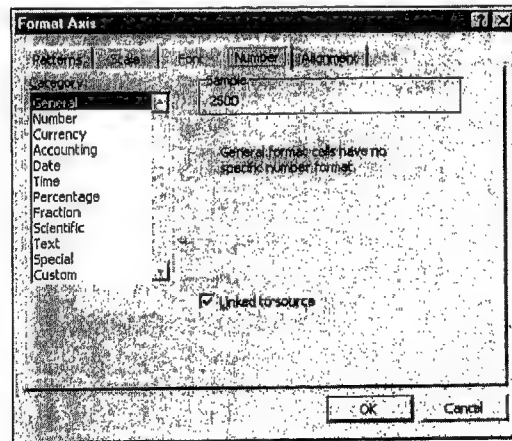 Format Axis
Patterns Scale Font Number Alignment
Category
General
Number
Currency
Accounting
Date
Time
Percentage
Fraction
Scientific
Text
Special
Custom
Sample
2500
General format cells have no
specific number format.
Linked to source
OK Cancel